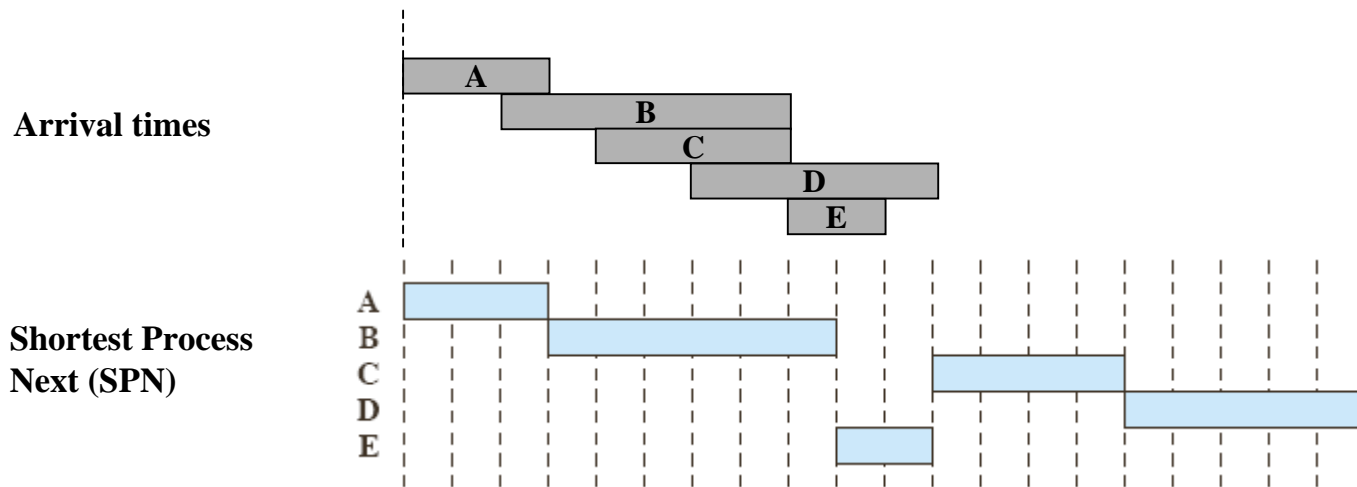 A
B
Arrival times
C
D
E
A
Shortest Process
B
Next (SPN)
C
D
E